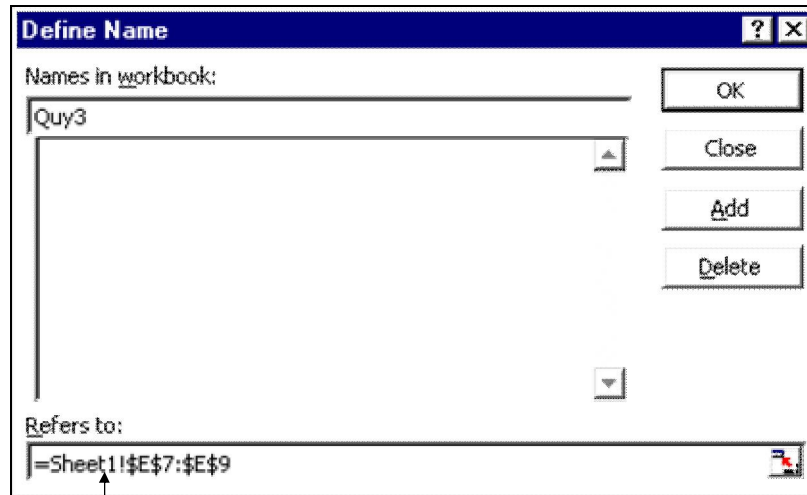 Define Name
Names in workbook:
Quy3
OK
Close
Add
Delete
Refers to:
=Sheet1!$E$7:$E$9